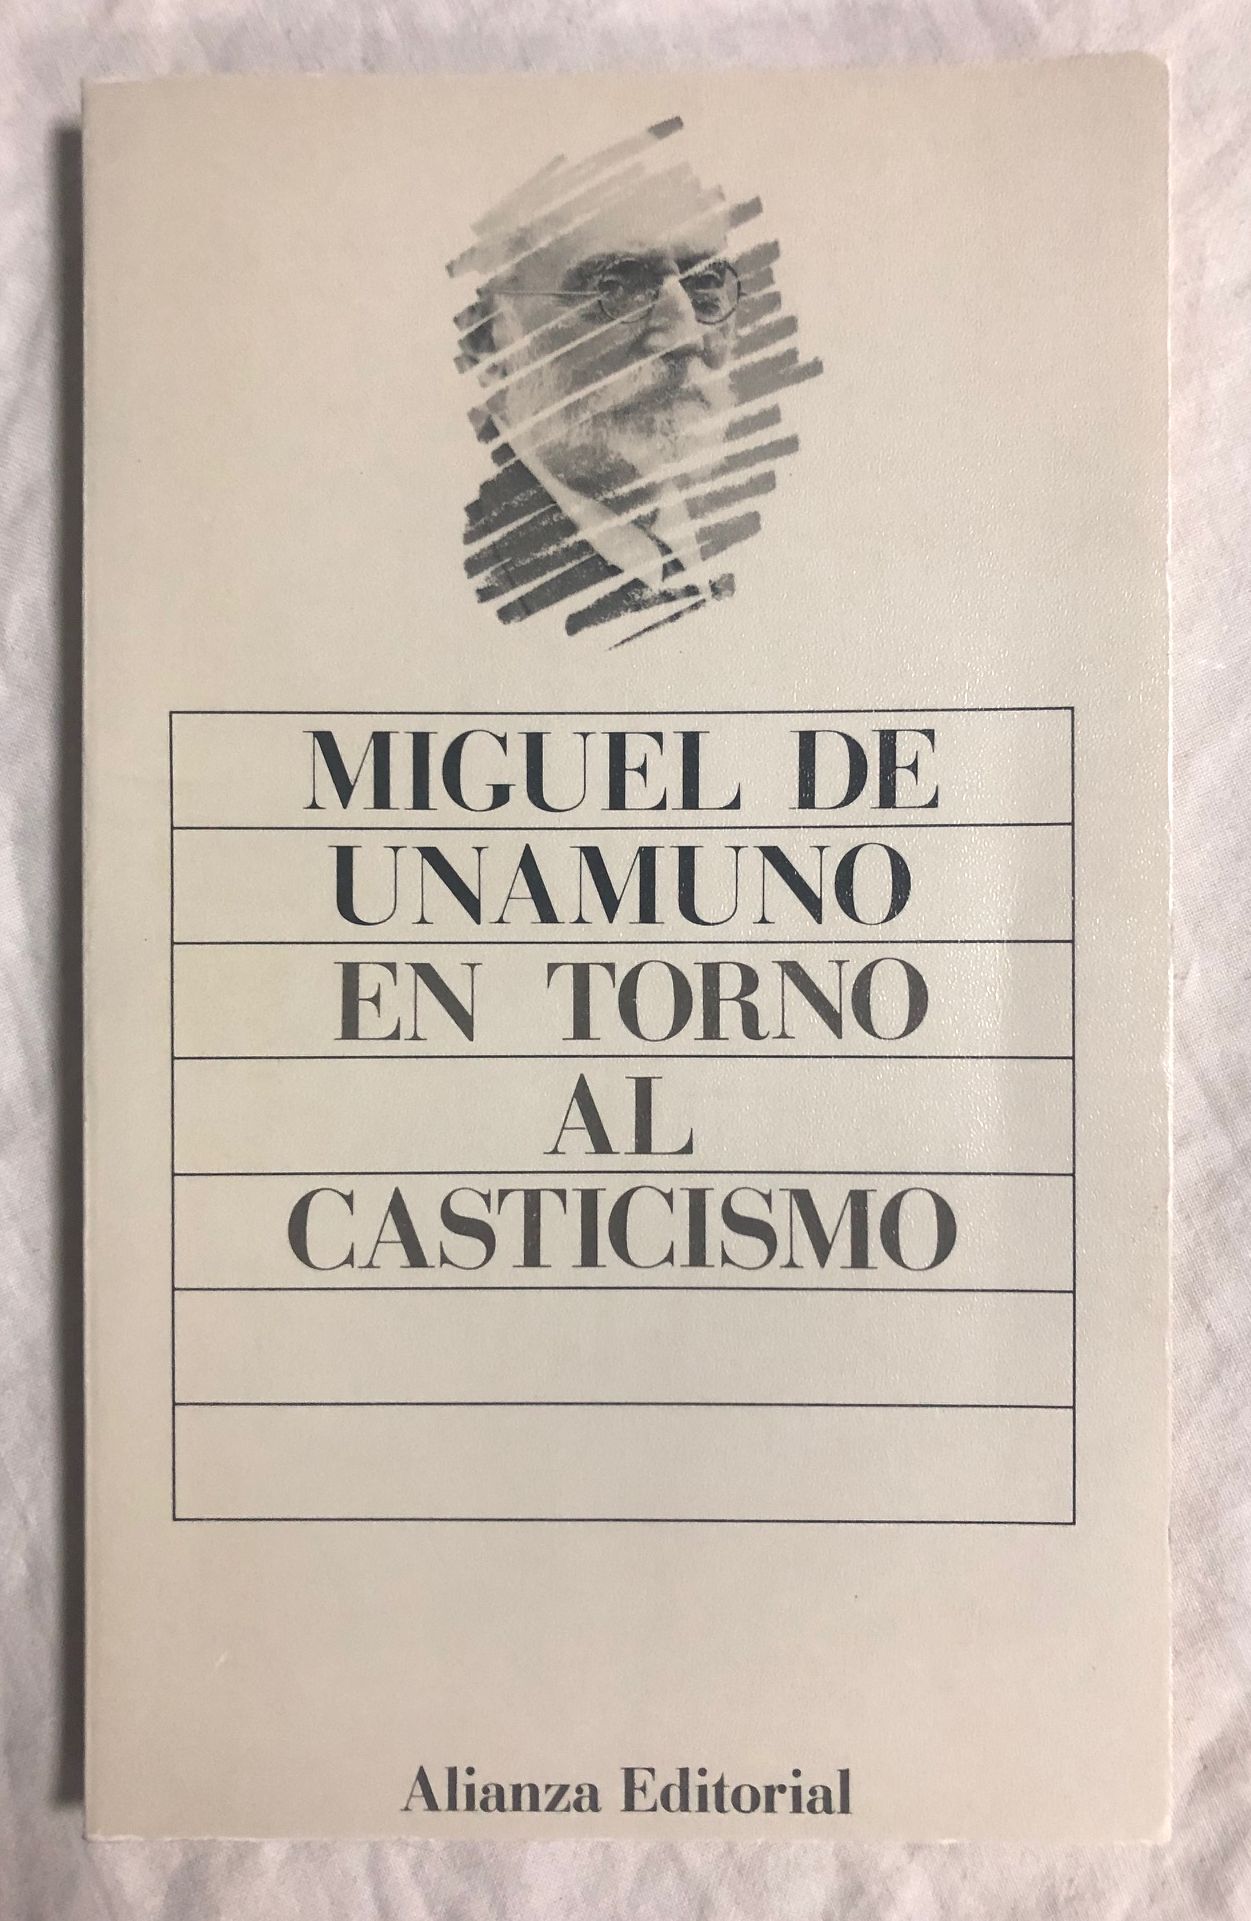 MIGUEL DE
UNAMUNO
EN TORNO
AL
CASTICISMO
Alianza Editorial